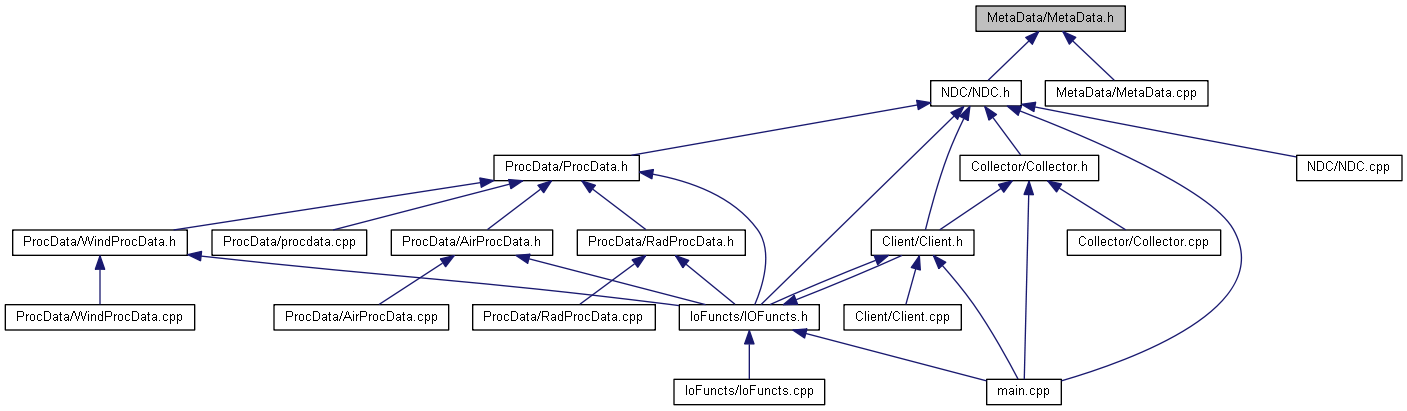 MetaData/MetaData.h
NDC/NDC.h
MetaData/MetaData.cpp
ProcData/ProcData.h
Collector/Collector.h
NDC/NDC.cpp
ProcData/WindProcData.h
ProcData/procdata.cpp
ProcData/AirProcData.h
ProcData/RadProcData.h
Client/Client.h
Collector/Collector.cpp
ProcData/WindProcData.cpp
ProcData/AirProcData.cpp
ProcData/RadProcData.cpp
IoFuncts/IOFuncts.h
Client/Client.cpp
IoFuncts/IoFuncts.cpp
main.cpp